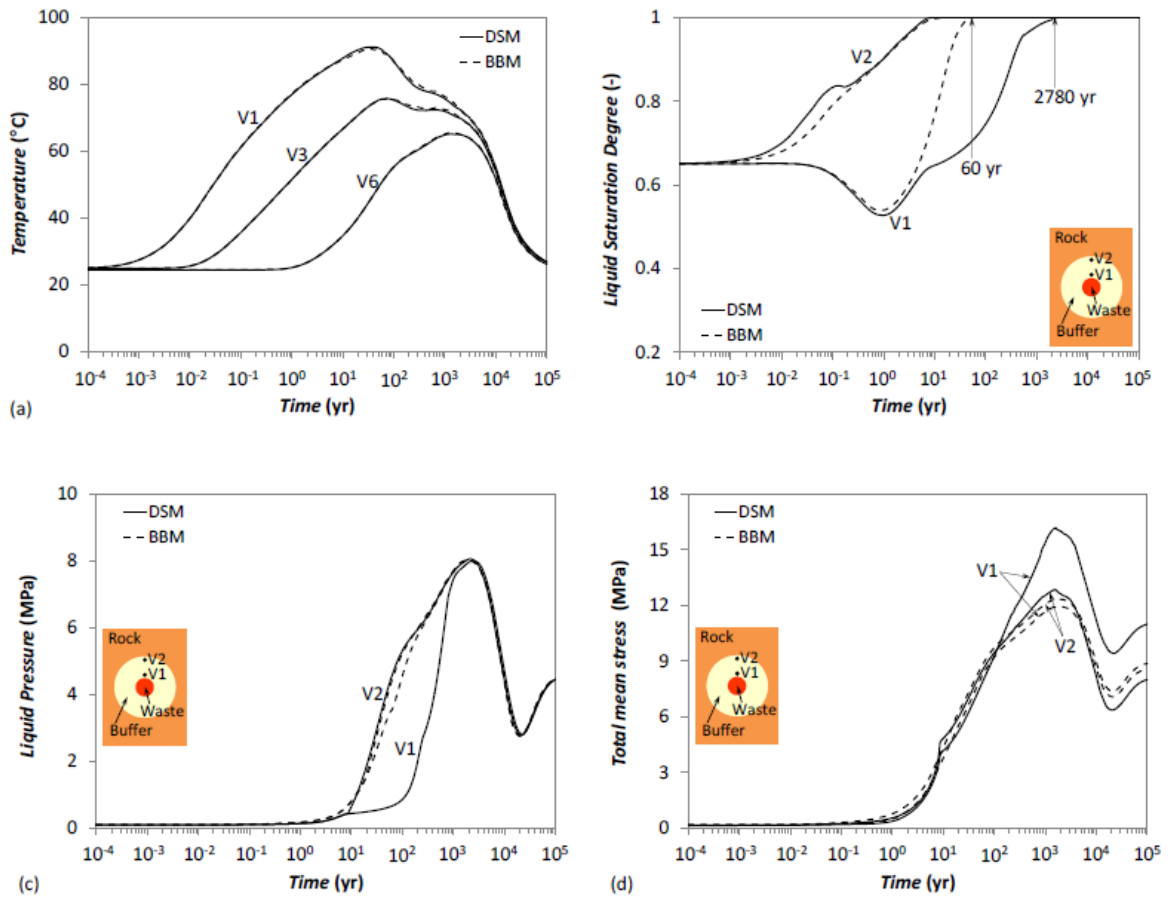 100
80
60
40
20
0
Temperature (°C)
DSM
BBM
V1
V3
V6
10-4 10-3 10-2 10-1 100 101 102 103 104 105
Time (yr)
(a)
1
0.8
0.6
0.4
0.2
Liquid Saturation Degree (-)
V2
V1
60 yr
2780 yr
DSM
BBM
Rock
V2
V1
Waste
Buffer
10-4 10-3 10-2 10-1 100 101 102 103 104 105
Time (yr)
10
8
6
4
2
0
Liquid Pressure (MPa)
DSM
BBM
V2
V1
Rock
V2
V1
Waste
Buffer
10-4 10-3 10-2 10-1 100 101 102 103 104 105
Time (yr)
(c)
18
15
12
9
6
3
0
Total mean stress (MPa)
DSM
BBM
V1
V2
Rock
V2
V1
Waste
Buffer
10-4 10-3 10-2 10-1 100 101 102 103 104 105
Time (yr)
(d)